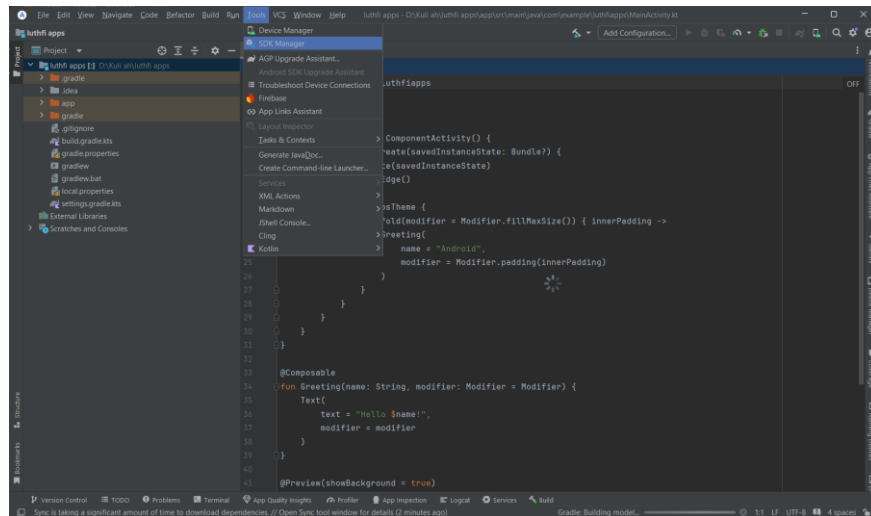 File Edit View Navigate Code Refactor Build Run Tools VCS Window Help luthfi apps - D:\Kuli ah\luthfi apps\app\src\main\java\com\example\luthfiapps\MainActivity.kt
luthfi apps
Add Configuration...
Project
Project
luthfi apps [:] D:\Kuli ah\luthfi apps
.gradle
.idea
app
gradle
.gitignore
build.gradle.kts
gradle.properties
gradlew
gradlew.bat
local.properties
settings.gradle.kts
External Libraries
Scratches and Consoles
Device Manager
SDK Manager
AGP Upgrade Assistant...
Android SDK Upgrade Assistant
Troubleshoot Device Connections
Firebase
App Links Assistant
Layout Inspector
Tasks & Contexts
Generate JavaDoc...
Create Command-line Launcher...
Services
XML Actions
Markdown
JShell Console...
Cling
Kotlin
luthfiapps
OFF
ComponentActivity() {
reate(savedInstanceState: Bundle?) {
te(savedInstanceState)
dge()
psTheme {
fold(modifier = Modifier.fillMaxSize()) { innerPadding ->
Greeting(
name = "Android",
25 modifier = Modifier.padding(innerPadding)
26 )
27 }
28 }
29 }
30 }
31 }
32
33 @Composable
34 fun Greeting(name: String, modifier: Modifier = Modifier) {
35 Text(
36 text = "Hello $name!",
37 modifier = modifier
38 )
39 }
40
41 @Preview(showBackground = true)
Structure
Bookmarks
Version Control TODO Problems Terminal App Quality Insights Profiler App Inspection Logcat Services Build
Sync is taking a significant amount of time to download dependencies. // Open Sync tool window for details (2 minutes ago) Gradle: Building model... 1:1 LF UTF-8 4 spaces